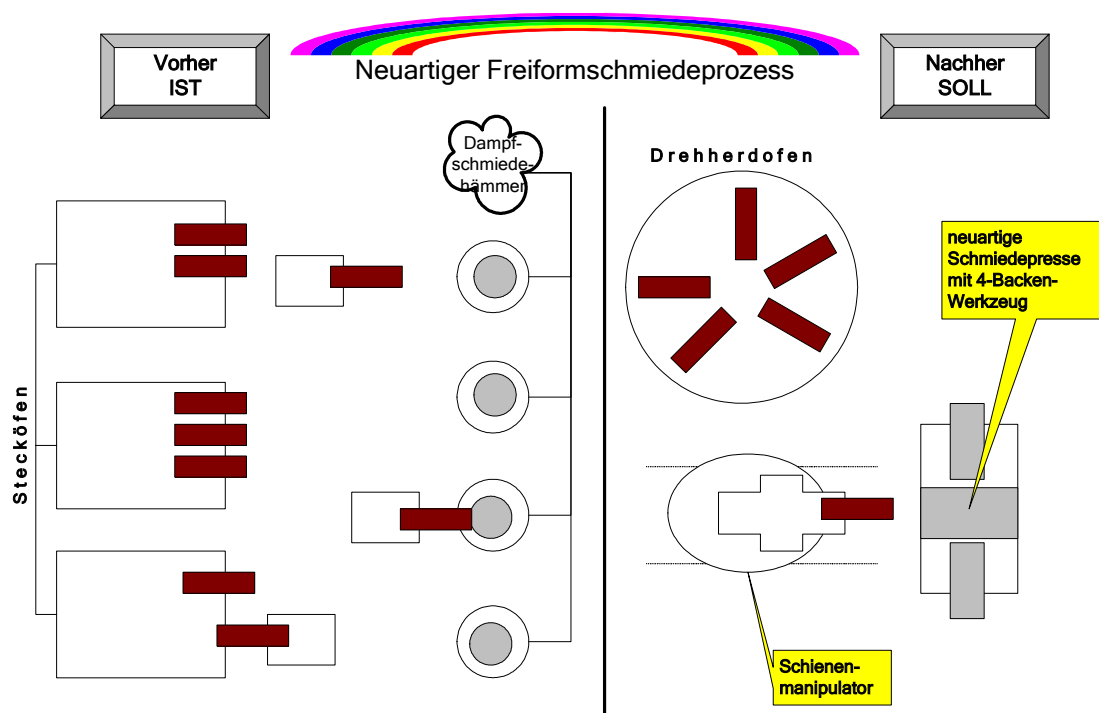 Vorher
IST
Neuartiger Freiformschmiedeprozess
Nachher
SOLL
Dampf-
schmiede-
hämmer
Drehherdofen
neuartige
Schmiedepresse
mit 4-Backen-
Werkzeug
Stecköfen
Schienen-
manipulator